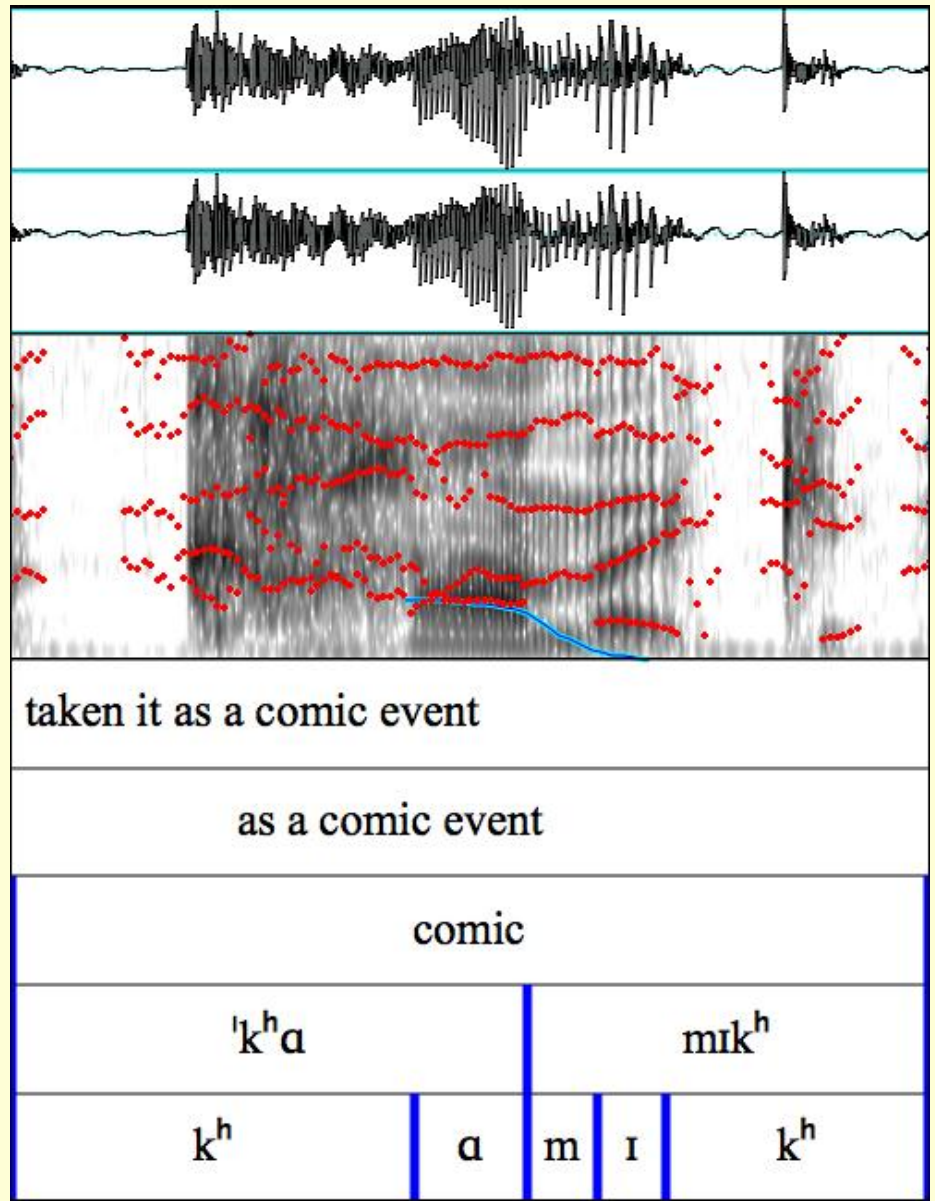 taken it as a comic event
as a comic event
comic
ˈkʰɑ mɪkʰ
kʰ ɑ m ɪ kʰ